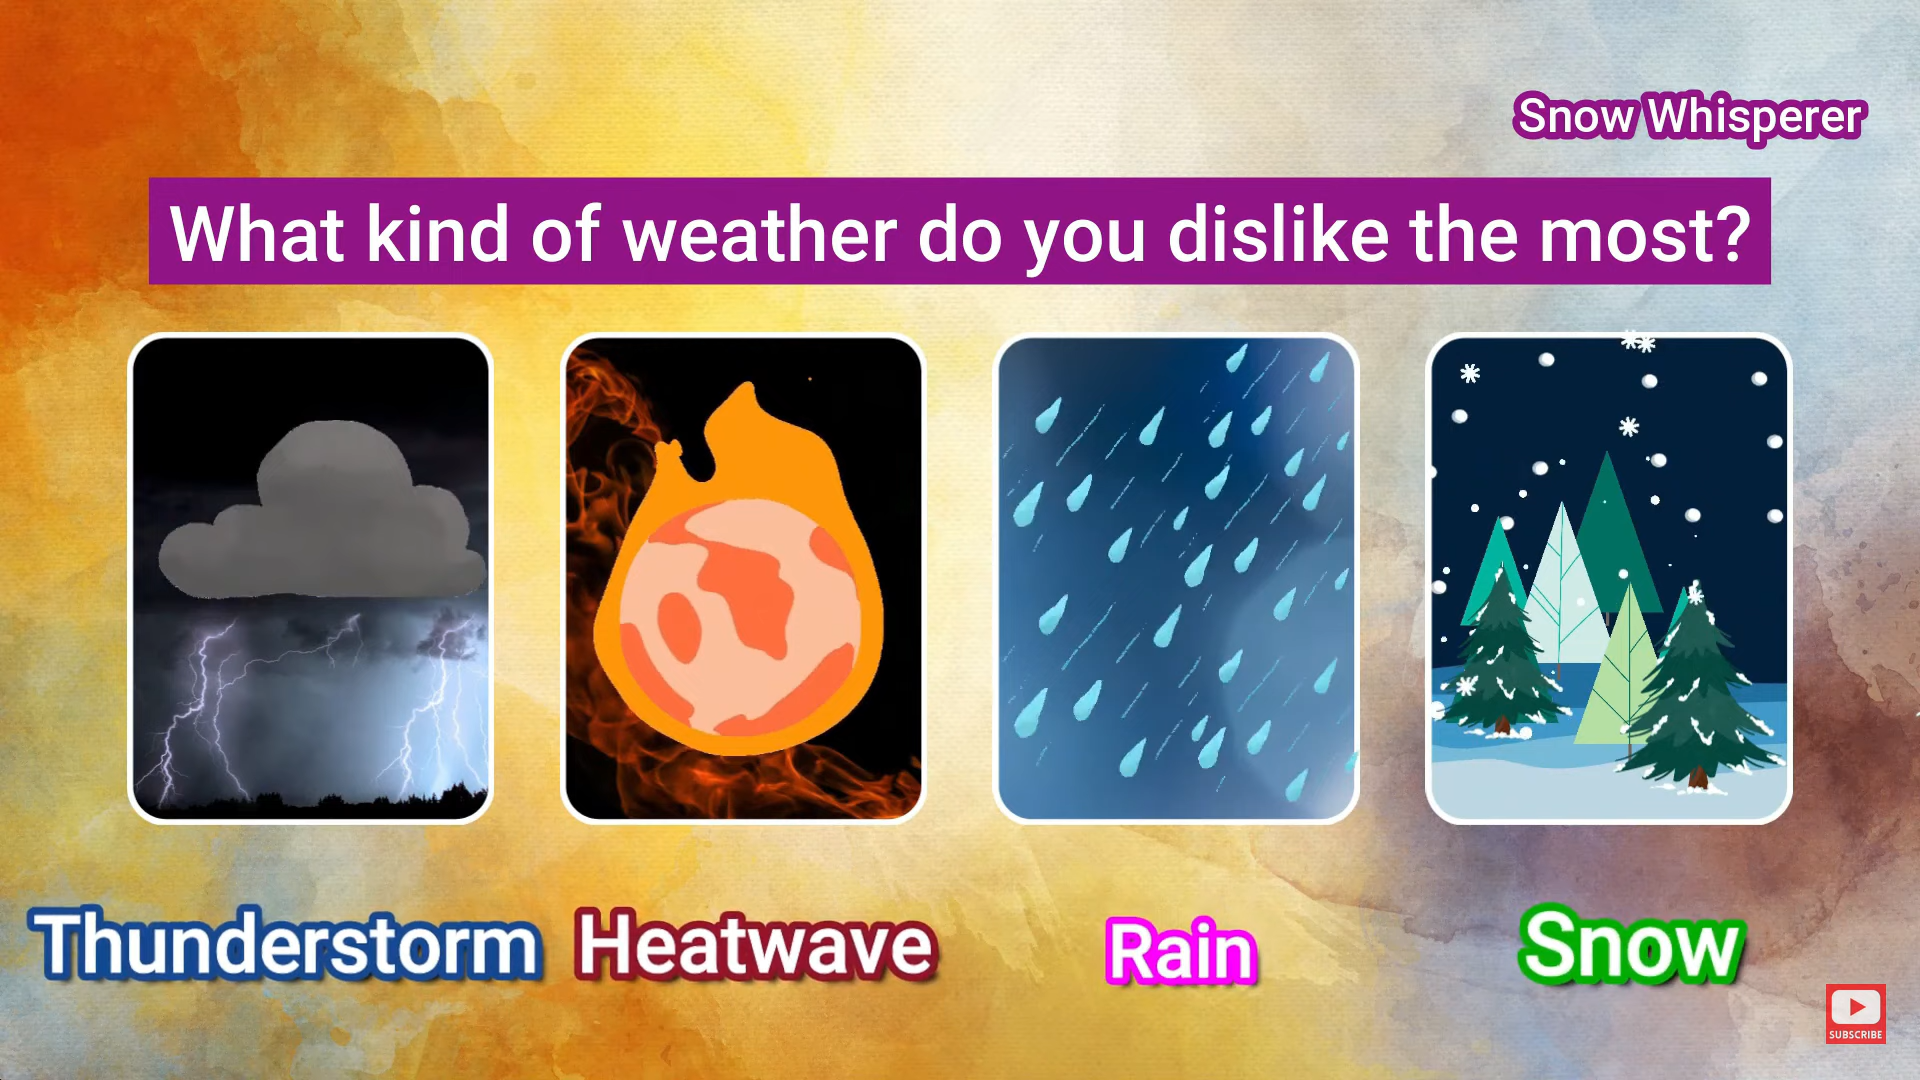 Snow Whisperer
What kind of weather do you dislike the most?
Thunderstorm
Heatwave
Rain
Snow
SUBSCRIBE